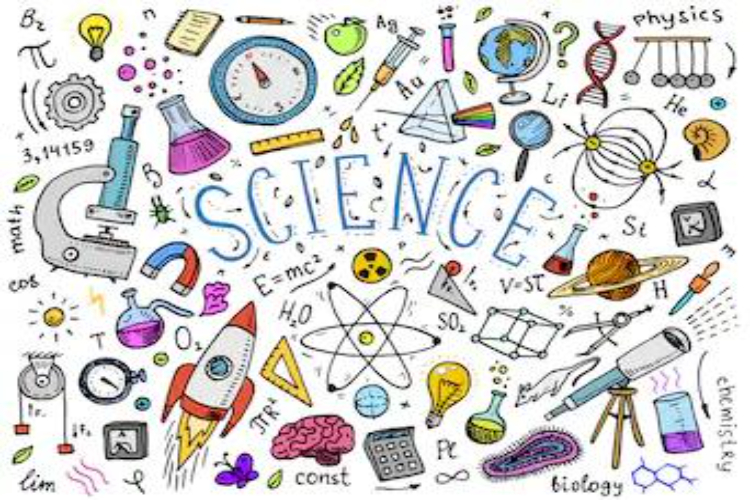 Br
n
Ag
physics
π
Au
Li
He
3,14159
t°
B
SCIENCE
math
c
α
St
E=mc²
V=ST
m
cos
H
H₂O
SO₂
%
T
O₂
πR²
chemistry
Pt
lim
φ
const
∞
biology